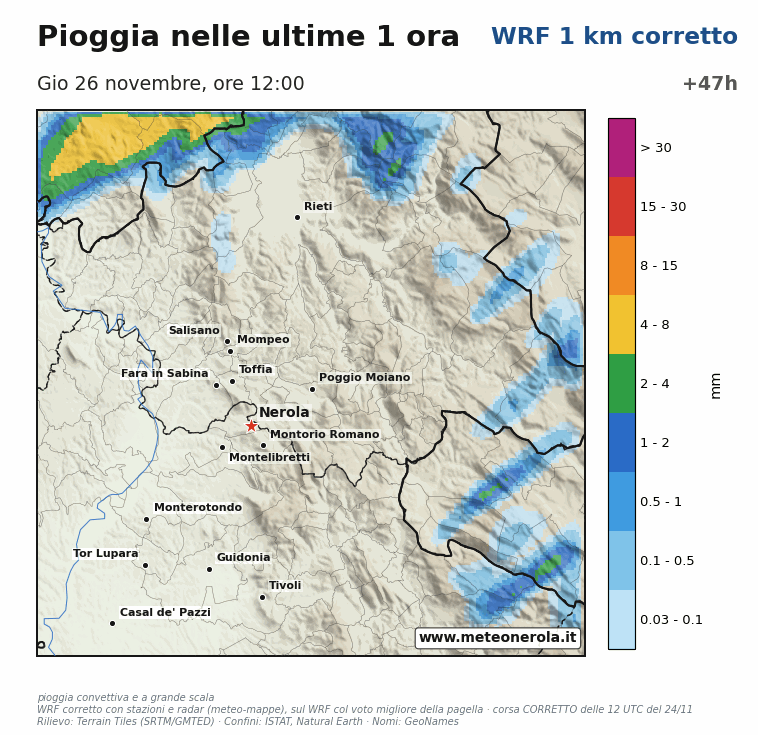 Pioggia nelle ultime 1 ora
WRF 1 km corretto
Gio 26 novembre, ore 12:00
+47h
Rieti
Salisano
Mompeo
Toffia
Fara in Sabina
Poggio Moiano
Nerola
Montorio Romano
Montelibretti
Monterotondo
Tor Lupara
Guidonia
Tivoli
Casal de' Pazzi
www.meteonerola.it
> 30
15 - 30
8 - 15
4 - 8
2 - 4
1 - 2
0.5 - 1
0.1 - 0.5
0.03 - 0.1
mm
pioggia convettiva e a grande scala
WRF corretto con stazioni e radar (meteo-mappe), sul WRF col voto migliore della pagella · corsa CORRETTO delle 12 UTC del 24/11
Rilievo: Terrain Tiles (SRTM/GMTED) · Confini: ISTAT, Natural Earth · Nomi: GeoNames